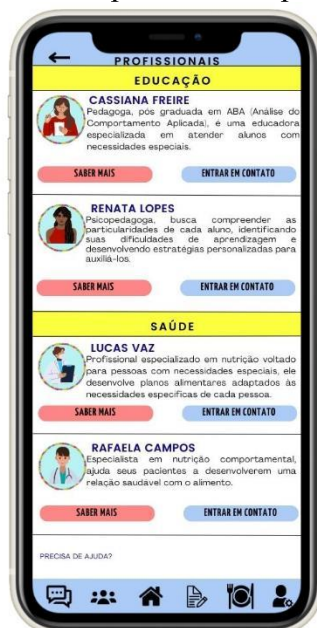 PROFISSIONAIS
EDUCAÇÃO
CASSIANA FREIRE
Pedagoga, pós graduada em ABA (Análise do
Comportamento Aplicada), é uma educadora
especializada em atender alunos com
necessidades especiais.
SABER MAIS
ENTRAR EM CONTATO
RENATA LOPES
Psicopedagoga, busca compreender as
particularidades de cada aluno, identificando
suas dificuldades de aprendizagem e
desenvolvendo estratégias personalizadas para
auxiliá-los.
SABER MAIS
ENTRAR EM CONTATO
SAÚDE
LUCAS VAZ
Profissional especializado em nutrição voltado
para pessoas com necessidades especiais, ele
desenvolve planos alimentares adaptados às
necessidades específicas de cada pessoa.
SABER MAIS
ENTRAR EM CONTATO
RAFAELA CAMPOS
Especialista em nutrição comportamental,
ajuda seus pacientes a desenvolverem uma
relação saudável com o alimento.
SABER MAIS
ENTRAR EM CONTATO
PRECISA DE AJUDA?